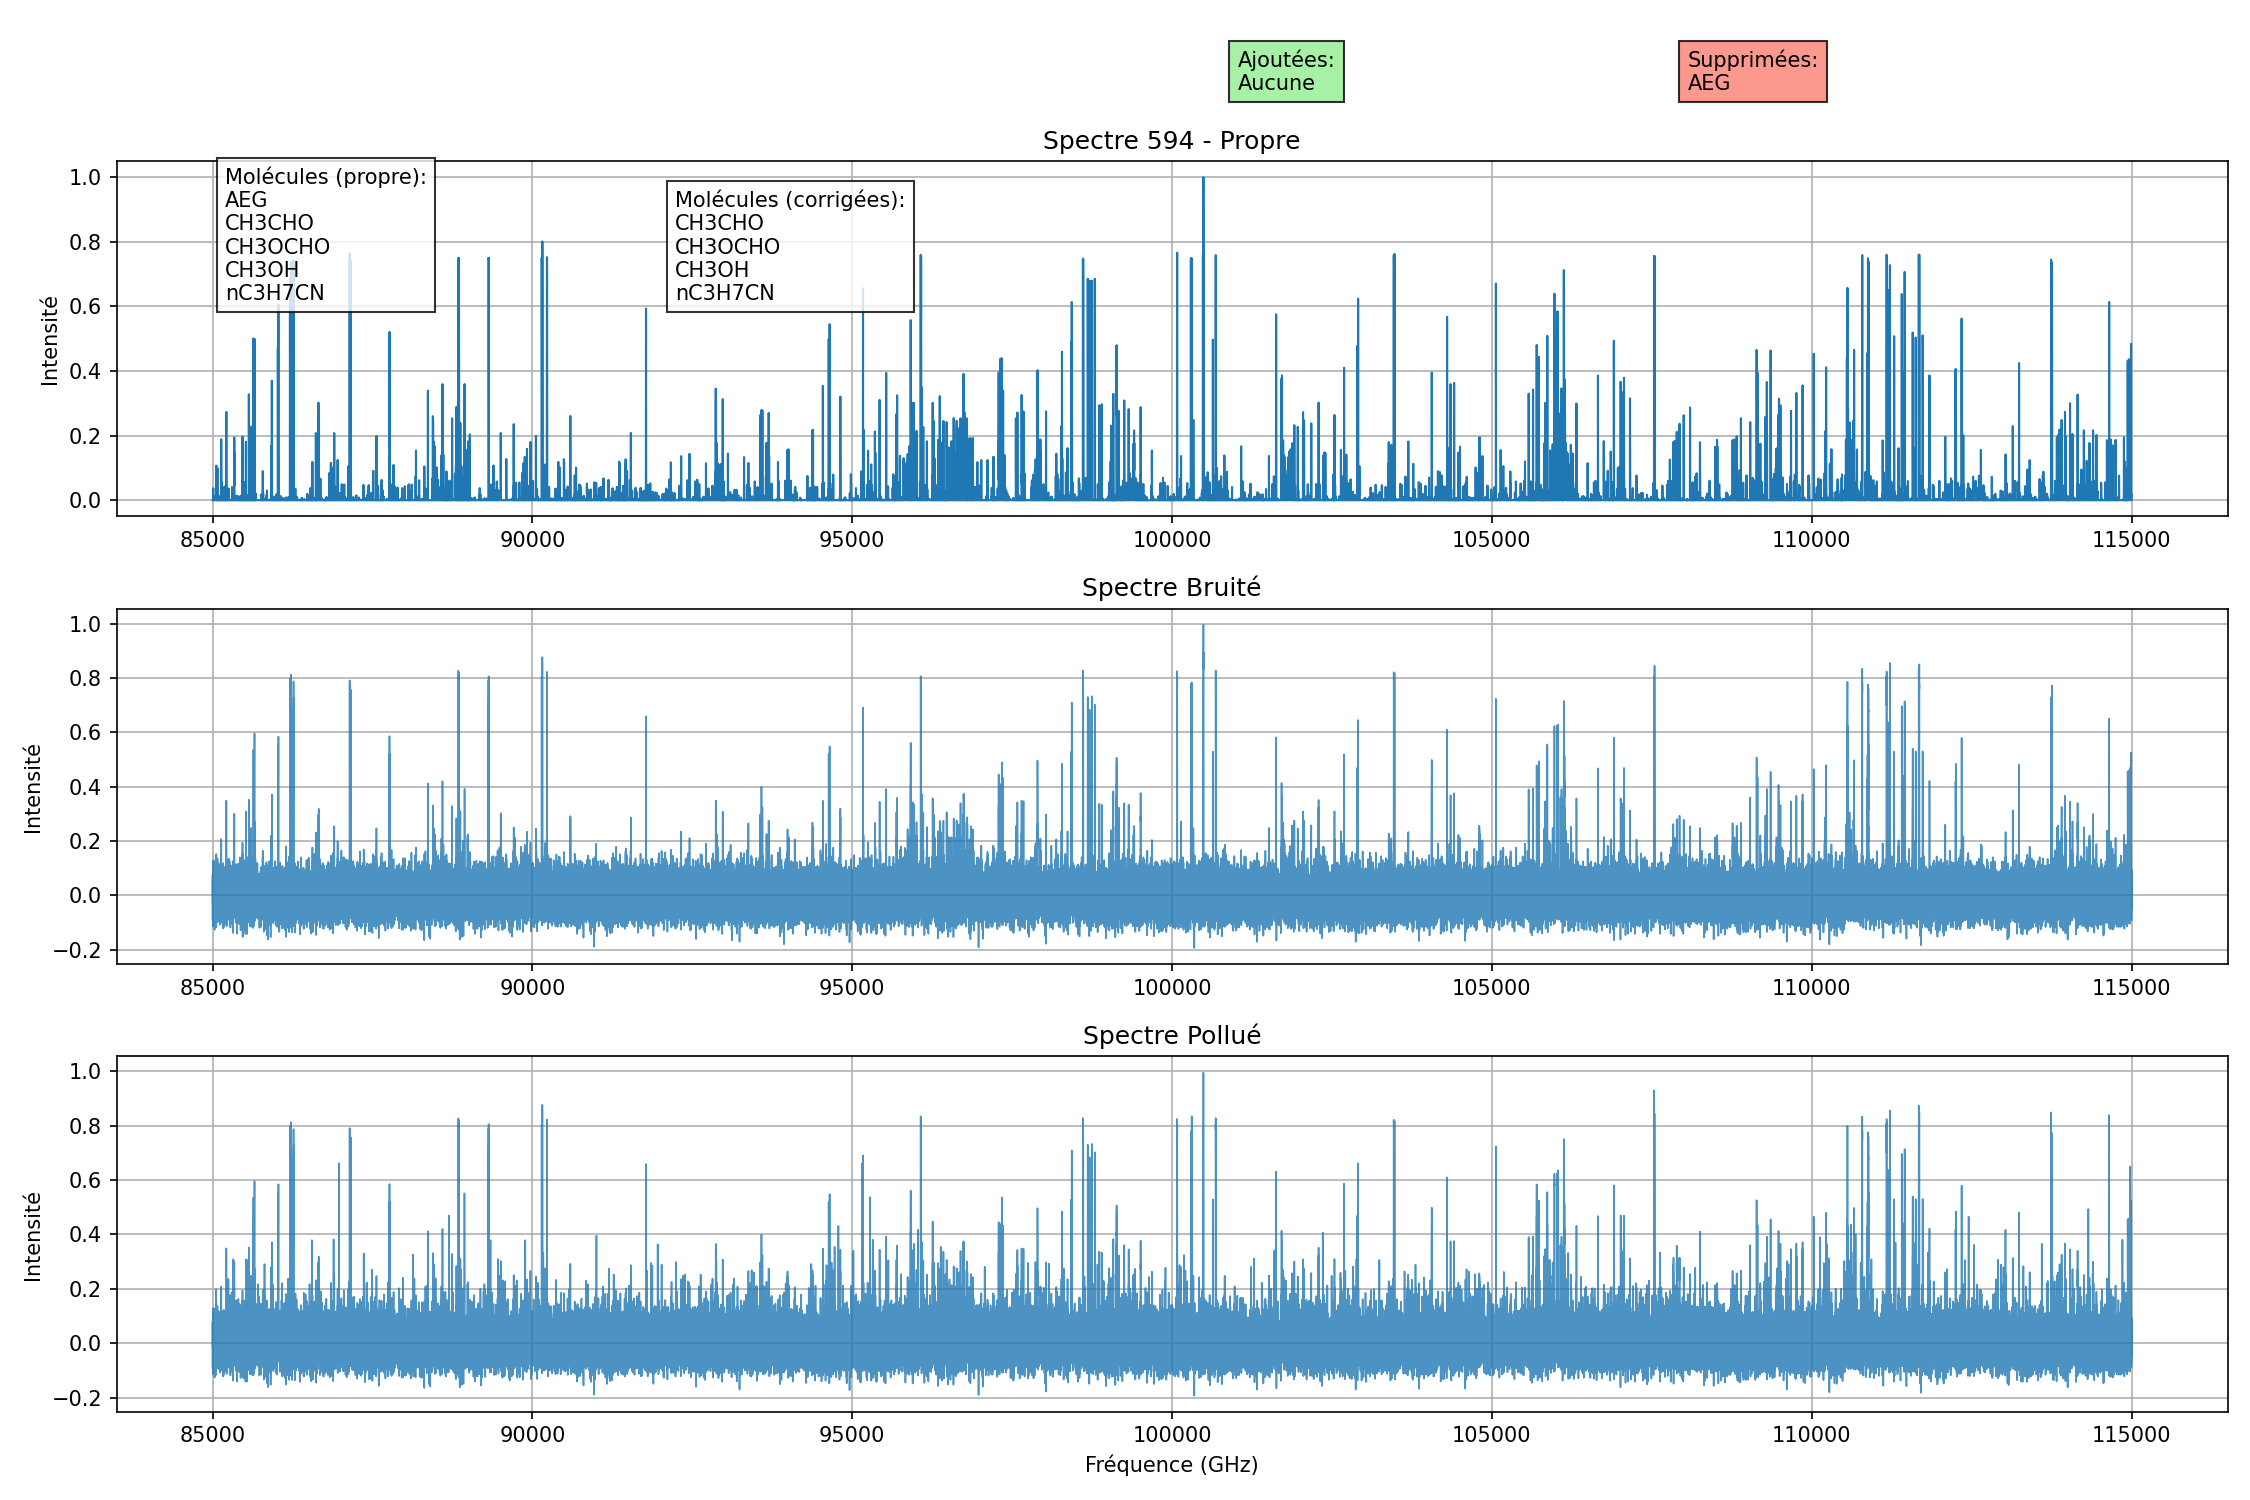 Ajoutées:
Aucune
Supprimées:
AEG
Spectre 594 - Propre
Molécules (propre):
AEG
CH3CHO
CH3OCHO
CH3OH
nC3H7CN
Molécules (corrigées):
CH3CHO
CH3OCHO
CH3OH
nC3H7CN
Intensité
1.0
0.8
0.6
0.4
0.2
0.0
85000 90000 95000 100000 105000 110000 115000
Spectre Bruité
Intensité
1.0
0.8
0.6
0.4
0.2
0.0
−0.2
85000 90000 95000 100000 105000 110000 115000
Spectre Pollué
Intensité
1.0
0.8
0.6
0.4
0.2
0.0
−0.2
85000 90000 95000 100000 105000 110000 115000
Fréquence (GHz)